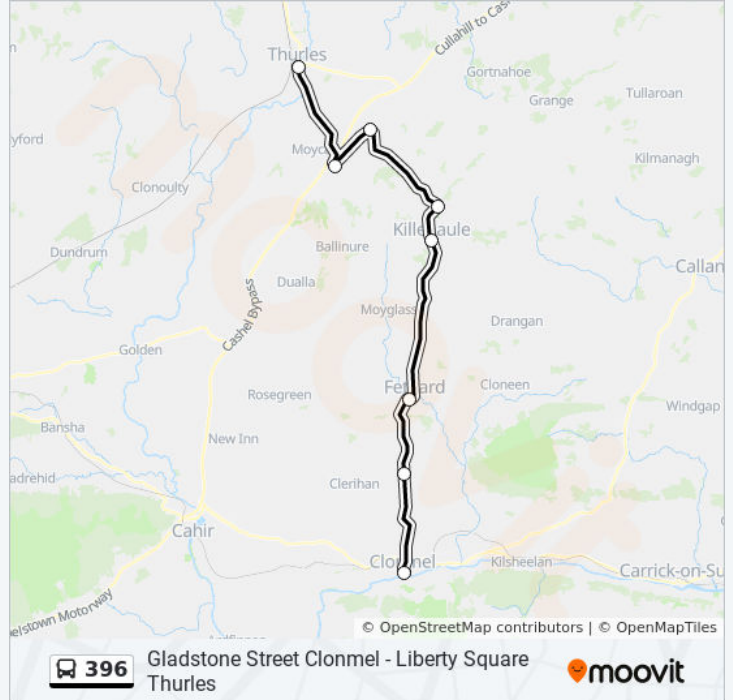 Cullahill to Cas
Thurles
Gortnahoe
Tullaroan
Grange
yford
Moyc
Kilmanagh
Clonoulty
Killenaule
Ballinure
Dundrum
Callan
Dualla
Cashel Bypass
Moyglass
Drangan
Golden
Fethard
Cloneen
Rosegreen
Windgap
Bansha
New Inn
adrehid
Clerihan
Cahir
Clonmel
Kilsheelan
Carrick-on-Su
elstown Motorway
© OpenStreetMap contributors | © OpenMapTiles
396
Gladstone Street Clonmel - Liberty Square
Thurles
moovit